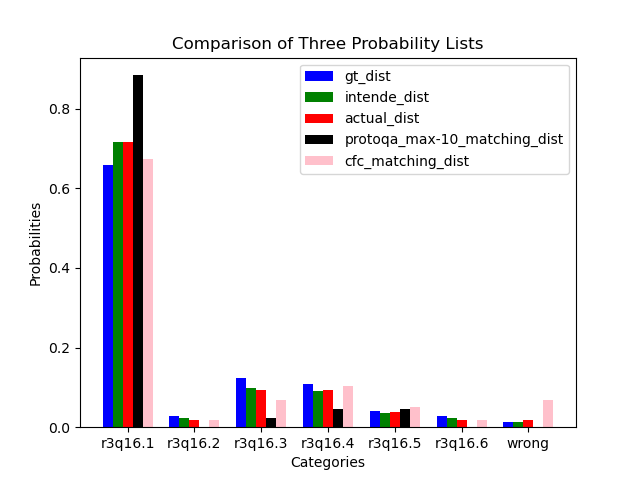 Comparison of Three Probability Lists
gt_dist
intende_dist
actual_dist
protoqa_max-10_matching_dist
cfc_matching_dist
Probabilities
0.8
0.6
0.4
0.2
0.0
r3q16.1 r3q16.2 r3q16.3 r3q16.4 r3q16.5 r3q16.6 wrong
Categories